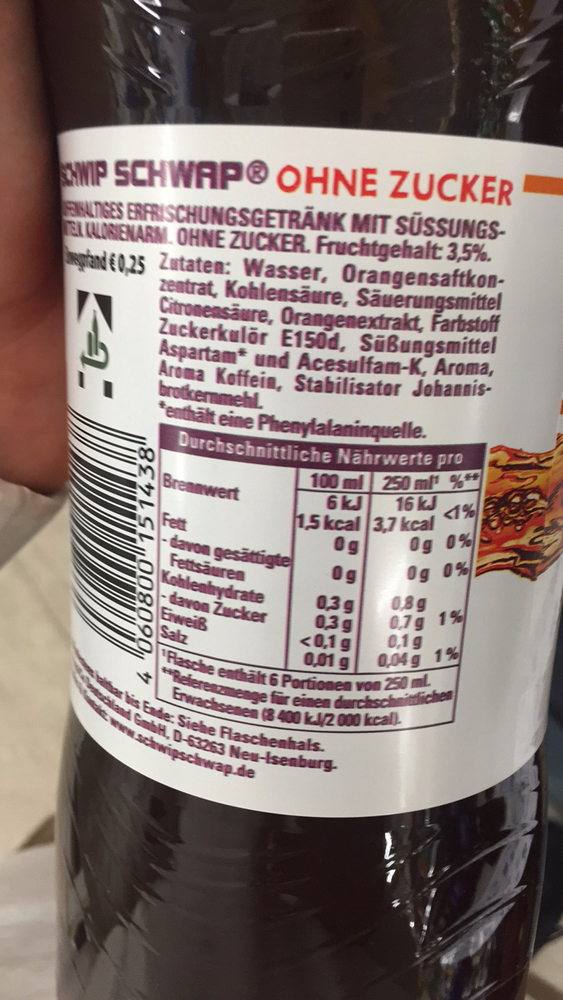 SCHWIP SCHWAP® OHNE ZUCKER
KOFFEINHALTIGES ERFRISCHUNGSGETRÄNK MIT SÜSSUNGS-
MITTELN. KALORIENARM. OHNE ZUCKER. Fruchtgehalt: 3,5%.
Einwegpfand € 0,25
Zutaten: Wasser, Orangensaftkon-
zentrat, Kohlensäure, Säuerungsmittel
Citronensäure, Orangenextrakt, Farbstoff
Zuckerkulör E150d, Süßungsmittel
Aspartam* und Acesulfam-K, Aroma,
Aroma Koffein, Stabilisator Johannis-
brotkernmehl.
*enthält eine Phenylalaninquelle.
Durchschnittliche Nährwerte pro
100 ml 250 ml¹ %**
Brennwert 6 kJ 16 kJ <1%
1,5 kcal 3,7 kcal
Fett 0 g 0 g 0%
- davon gesättigte
Fettsäuren 0 g 0 g 0%
Kohlenhydrate 0,3 g 0,8 g
- davon Zucker 0,3 g 0,7 g 1%
Eiweiß <0,1 g 0,1 g
Salz 0,01 g 0,04 g 1%
¹Flasche enthält 6 Portionen von 250 ml.
**Referenzmenge für einen durchschnittlichen
Erwachsenen (8 400 kJ/2 000 kcal).
haltbar bis Ende: Siehe Flaschenhals.
Deutschland GmbH, D-63263 Neu-Isenburg.
www.schwipschwap.de
4 060800 151438